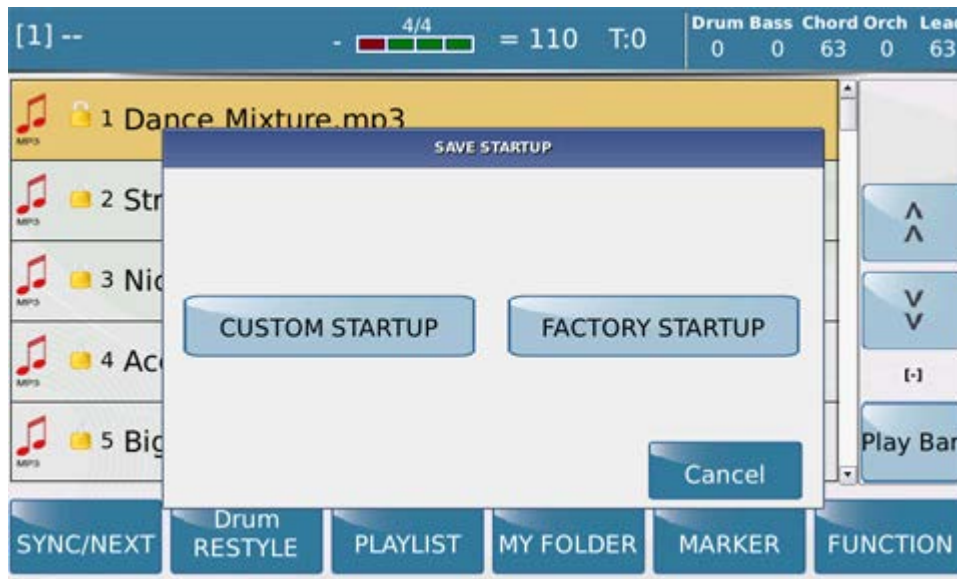 [1] --
- 4/4 = 110 T:0
Drum Bass Chord Orch Lead
0 0 63 0 63
MP3 1 Dance Mixture.mp3
SAVE STARTUP
MP3 2 Str
MP3 3 Nic
MP3 4 Acc
MP3 5 Big
CUSTOM STARTUP FACTORY STARTUP
[-]
Play Bar
Cancel
SYNC/NEXT
Drum
RESTYLE
PLAYLIST
MY FOLDER
MARKER
FUNCTION